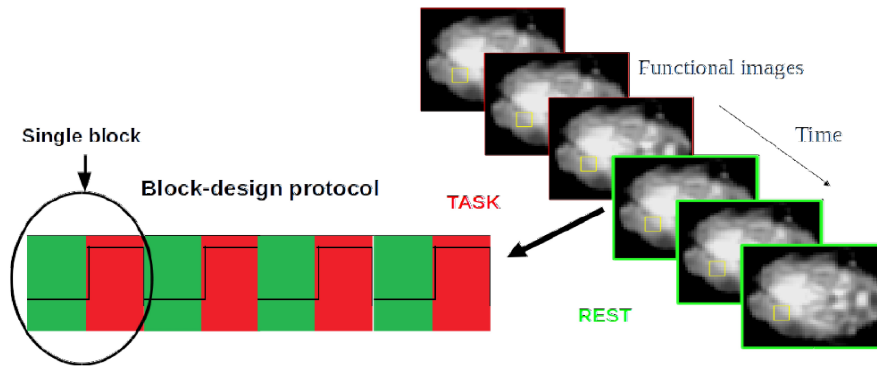 Functional images
Time
Single block
Block-design protocol
TASK
REST